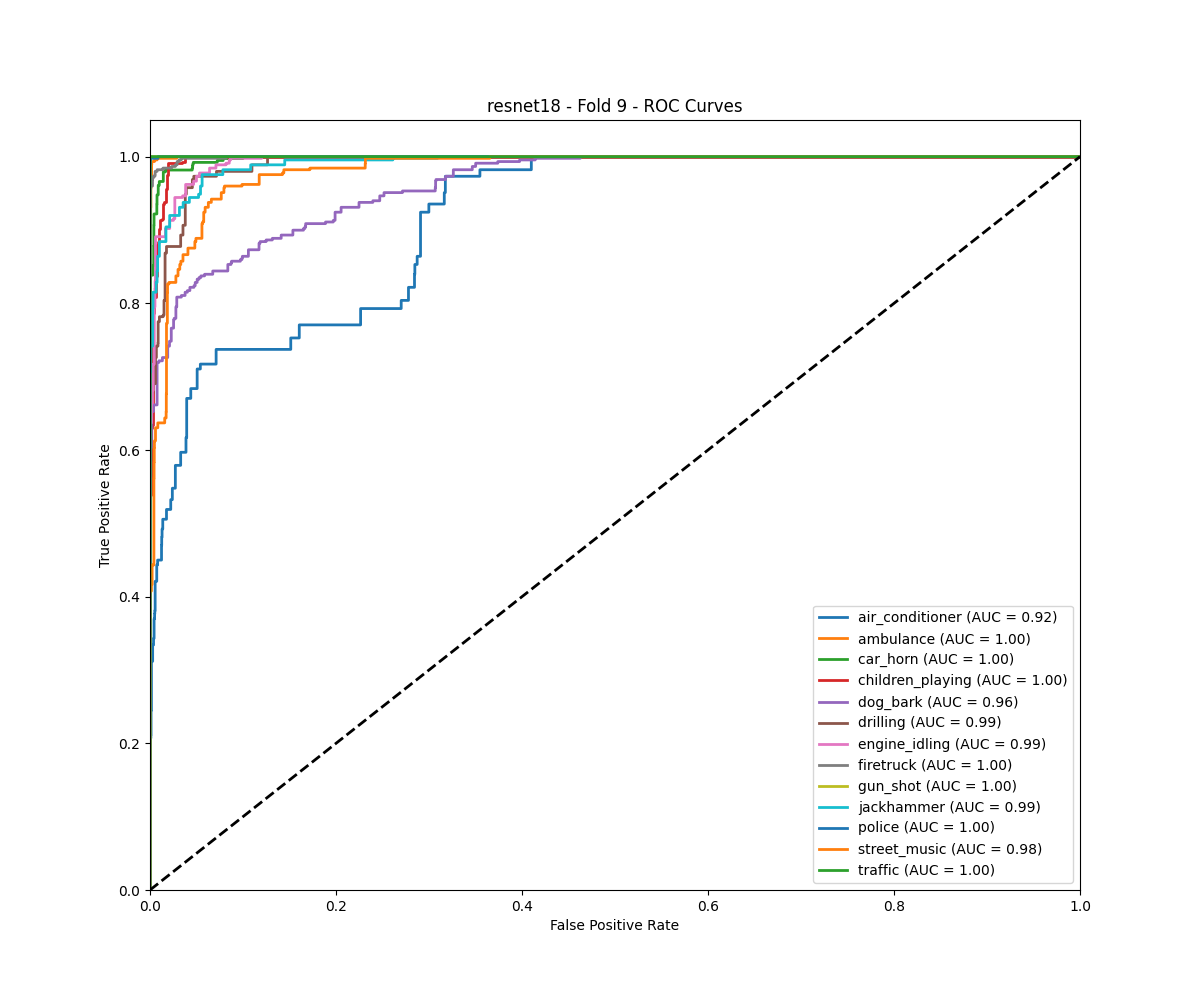 resnet18 - Fold 9 - ROC Curves
1.0
0.8
0.6
0.4
0.2
0.0
True Positive Rate
air_conditioner (AUC = 0.92)
ambulance (AUC = 1.00)
car_horn (AUC = 1.00)
children_playing (AUC = 1.00)
dog_bark (AUC = 0.96)
drilling (AUC = 0.99)
engine_idling (AUC = 0.99)
firetruck (AUC = 1.00)
gun_shot (AUC = 1.00)
jackhammer (AUC = 0.99)
police (AUC = 1.00)
street_music (AUC = 0.98)
traffic (AUC = 1.00)
0.0 0.2 0.4 0.6 0.8 1.0
False Positive Rate